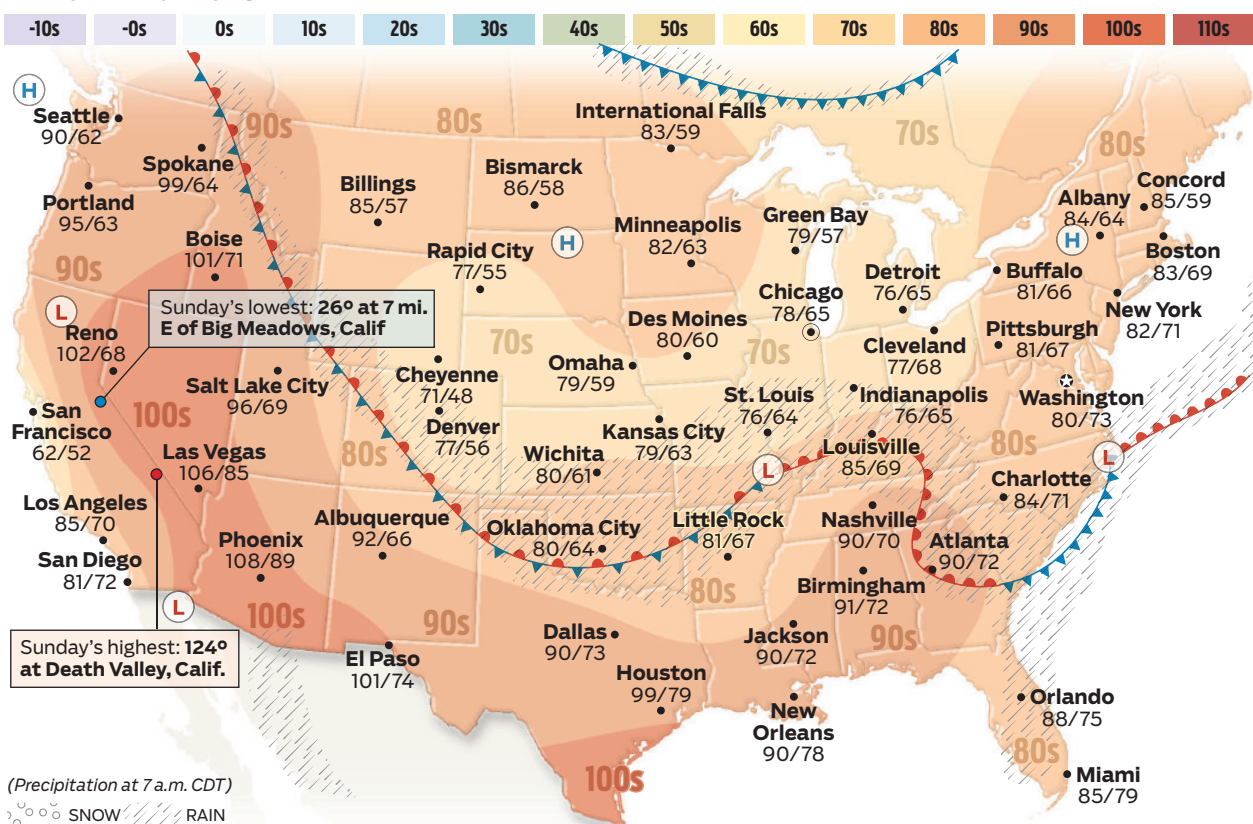 -10s -0s 0s 10s 20s 30s 40s 50s 60s 70s 80s 90s 100s 110s
H
Seattle
90/62
Spokane
99/64
90s
80s
International Falls
83/59
70s
80s
Portland
95/63
Billings
85/57
Bismarck
86/58
Minneapolis
82/63
Green Bay
79/57
Albany
84/64
Concord
85/59
Boise
101/71
Rapid City
77/55
H
H
Boston
83/69
90s
Detroit
76/65
Buffalo
81/66
Chicago
78/65
New York
82/71
Sunday's lowest: 26º at 7 mi.
E of Big Meadows, Calif
L
Reno
102/68
70s
Des Moines
80/60
70s
Cleveland
77/68
Pittsburgh
81/67
Salt Lake City
96/69
Cheyenne
71/48
Omaha
79/59
St. Louis
76/64
Indianapolis
76/65
Washington
80/73
San
Francisco
62/52
100s
Denver
77/56
Kansas City
79/63
Louisville
85/69
80s
80s
Las Vegas
106/85
Wichita
80/61
L
L
Charlotte
84/71
Los Angeles
85/70
Phoenix
108/89
Albuquerque
92/66
Oklahoma City
80/64
Little Rock
81/67
Nashville
90/70
Atlanta
90/72
San Diego
81/72
L
100s
90s
80s
Birmingham
91/72
90s
Sunday's highest: 124º
at Death Valley, Calif.
El Paso
101/74
Dallas
90/73
Jackson
90/72
Houston
99/79
New
Orleans
90/78
Orlando
88/75
80s
100s
Miami
85/79
(Precipitation at 7 a.m. CDT)
SNOW RAIN